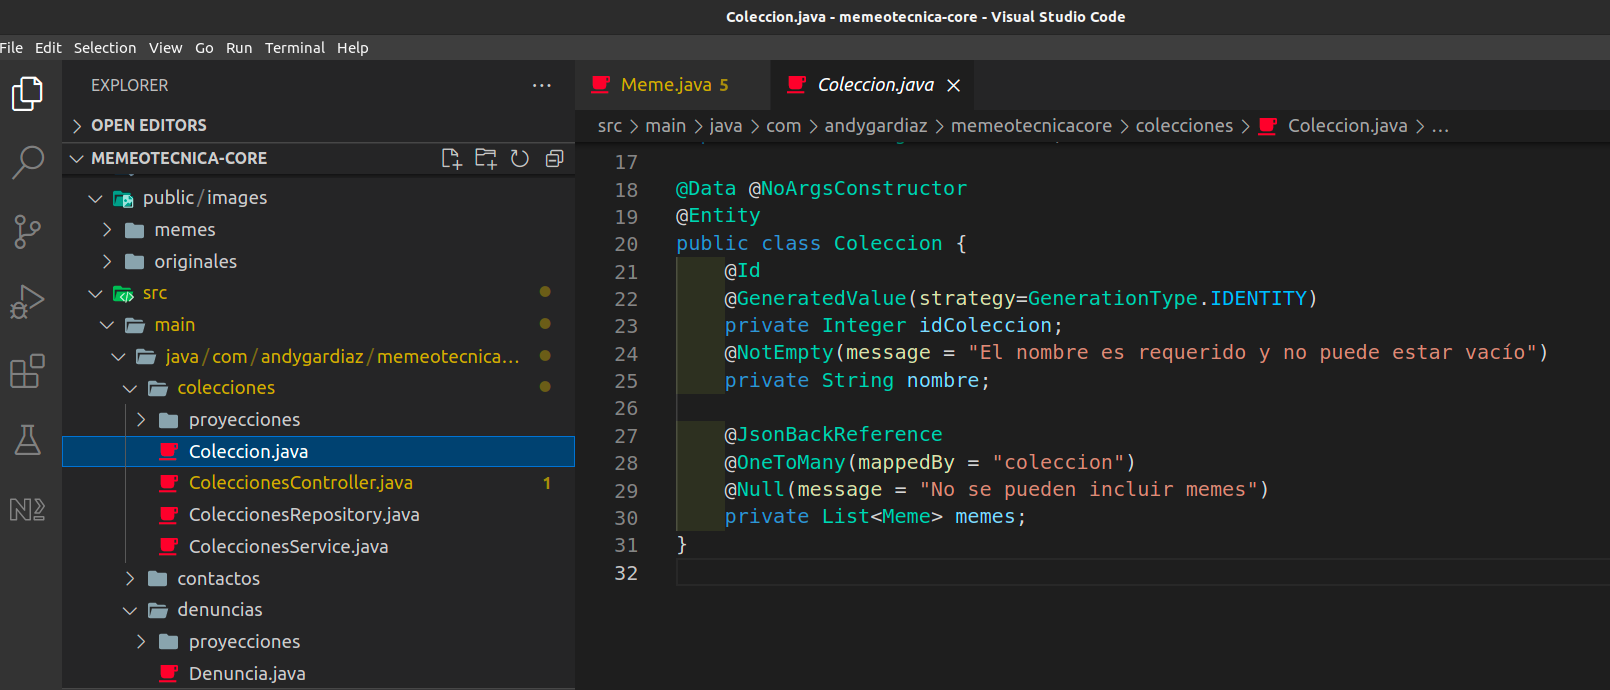 Coleccion.java - memeotecnica-core - Visual Studio Code
File Edit Selection View Go Run Terminal Help
EXPLORER
OPEN EDITORS
MEMEOTECNICA-CORE
public/images
memes
originales
src
main
java/com/andygardiaz/memeotecnica...
colecciones
proyecciones
Coleccion.java
ColeccionesController.java 1
ColeccionesRepository.java
ColeccionesService.java
contactos
denuncias
proyecciones
Denuncia.java
Meme.java 5 Coleccion.java
src > main > java > com > andygardiaz > memeotecnicacore > colecciones > Coleccion.java > ...
17
18 @Data @NoArgsConstructor
19 @Entity
20 public class Coleccion {
21 @Id
22 @GeneratedValue(strategy=GenerationType.IDENTITY)
23 private Integer idColeccion;
24 @NotEmpty(message = "El nombre es requerido y no puede estar vacío")
25 private String nombre;
26
27 @JsonBackReference
28 @OneToMany(mappedBy = "coleccion")
29 @Null(message = "No se pueden incluir memes")
30 private List<Meme> memes;
31 }
32